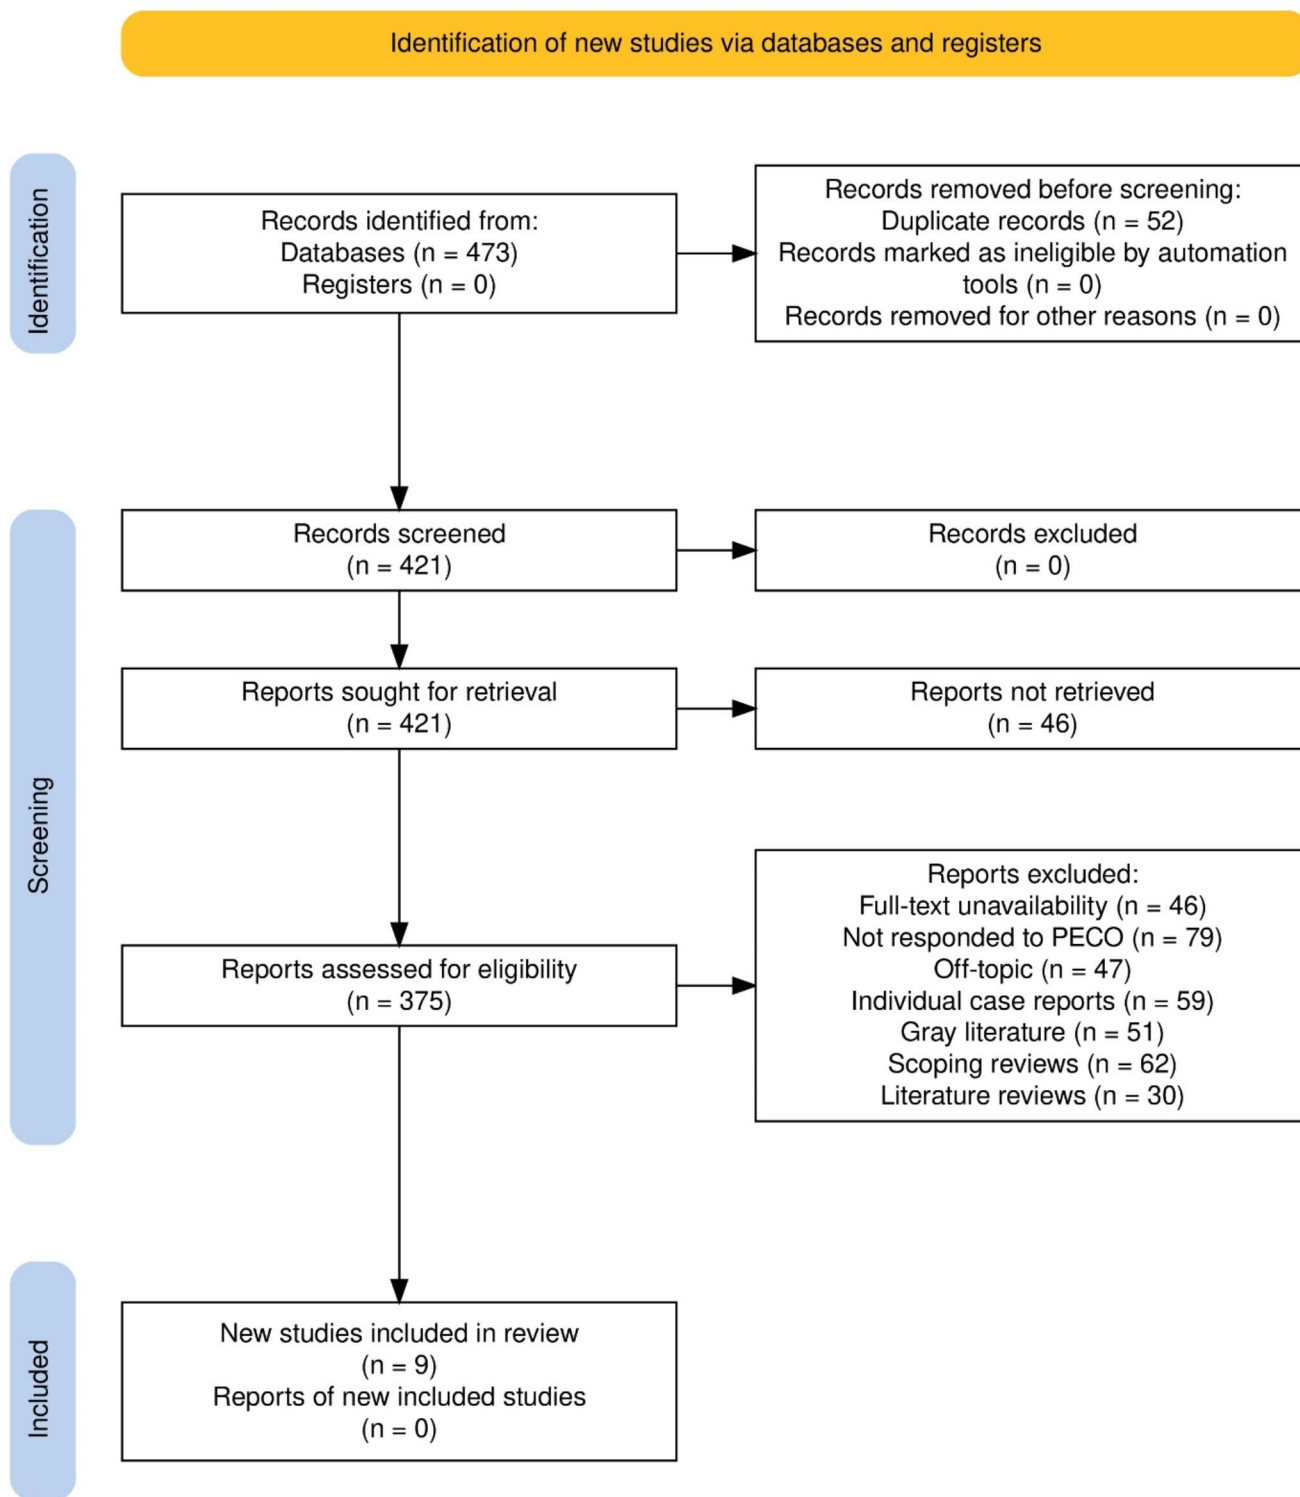 Identification of new studies via databases and registers
Identification
Records identified from:
Databases (n = 473)
Registers (n = 0)
Records removed before screening:
Duplicate records (n = 52)
Records marked as ineligible by automation
tools (n = 0)
Records removed for other reasons (n = 0)
Screening
Records screened
(n = 421)
Records excluded
(n = 0)
Reports sought for retrieval
(n = 421)
Reports not retrieved
(n = 46)
Reports assessed for eligibility
(n = 375)
Reports excluded:
Full-text unavailability (n = 46)
Not responded to PECO (n = 79)
Off-topic (n = 47)
Individual case reports (n = 59)
Gray literature (n = 51)
Scoping reviews (n = 62)
Literature reviews (n = 30)
Included
New studies included in review
(n = 9)
Reports of new included studies
(n = 0)